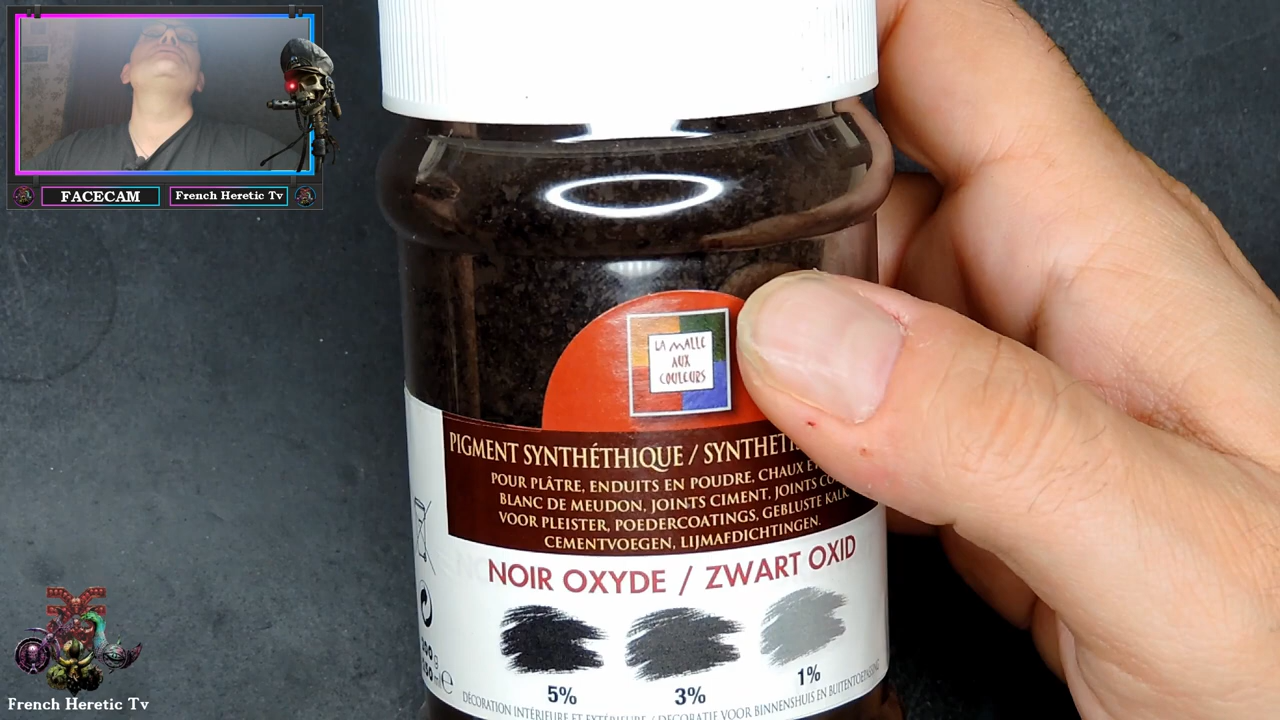 FACECAM
French Heretic Tv
LA MALLE
AUX
COULEURS
PIGMENT SYNTHÉTHIQUE /
POUR PLÂTRE, ENDUITS EN POUDRE, CHAUX
BLANC DE MEUDON, JOINTS CIMENT, JOINTS
VOOR PLEISTER, POEDERCOATINGS, GEBLUSTE KALK
CEMENTVOEGEN, LIJMAFDICHTINGEN.
NOIR OXYDE / ZWART OXID
5%
3%
1%
DÉCORATION INTÉRIEURE ET EXTÉRIEURE / DECORATIE VOOR BINNENSHUIS EN BUITENTOEPASSING
French Heretic Tv